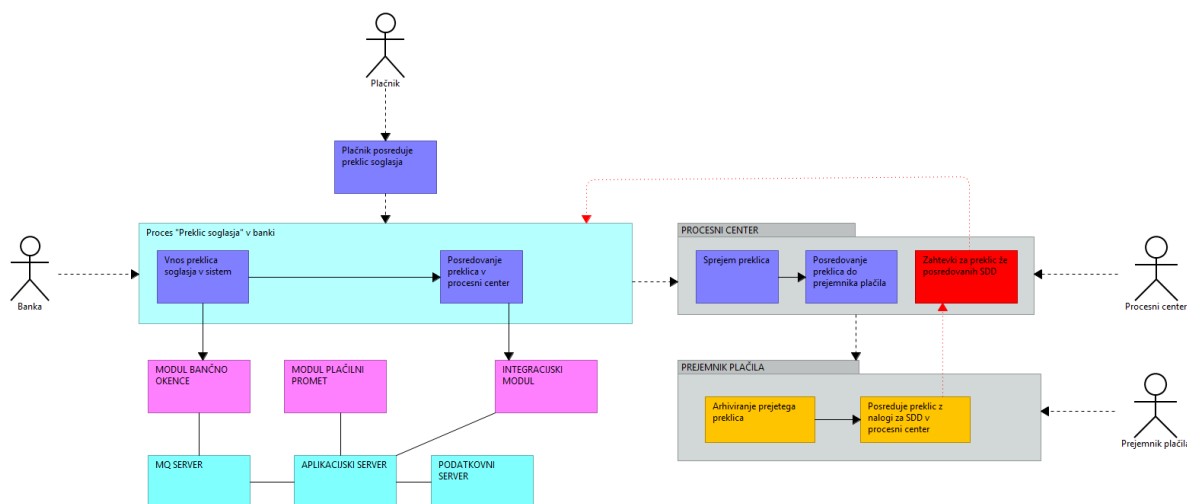 Plačnik
Plačnik posreduje
preklic soglasja
Proces "Preklic soglasja" v banki
Vnos preklica
soglasja v sistem
Posredovanje
preklica v
procesni center
Banka
PROCESNI CENTER
Sprejem preklica
Posredovanje
preklica do
prejemnika plačila
Zahtevki za preklic že
posredovanih SDD
Procesni center
MODUL BANČNO
OKENCE
MODUL PLAČILNI
PROMET
INTEGRACIJSKI
MODUL
PREJEMNIK PLAČILA
Arhiviranje prejetega
preklica
Posreduje preklic z
nalogi za SDD v
procesni center
Prejemnik plačila
MQ SERVER
APLIKACIJSKI SERVER
PODATKOVNI
SERVER